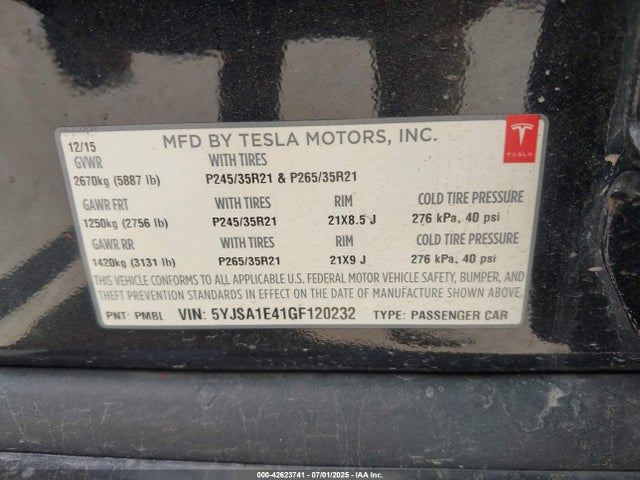 12/15 MFD BY TESLA MOTORS, INC.
GVWR WITH TIRES
2670kg (5887 lb) P245/35R21 & P265/35R21
TESLA
GAWR FRT WITH TIRES RIM COLD TIRE PRESSURE
1250kg (2756 lb) P245/35R21 21X8.5 J 276 kPa, 40 psi
GAWR RR WITH TIRES RIM COLD TIRE PRESSURE
1420kg (3131 lb) P265/35R21 21X9 J 276 kPa, 40 psi
THIS VEHICLE CONFORMS TO ALL APPLICABLE U.S. FEDERAL MOTOR VEHICLE SAFETY, BUMPER, AND
THEFT PREVENTION STANDARDS IN EFFECT ON THE DATE OF MANUFACTURE SHOWN ABOVE.
PNT: PMBL VIN: 5YJSA1E41GF120232 TYPE: PASSENGER CAR
000-42623741 - 07/01/2025 - IAA Inc.